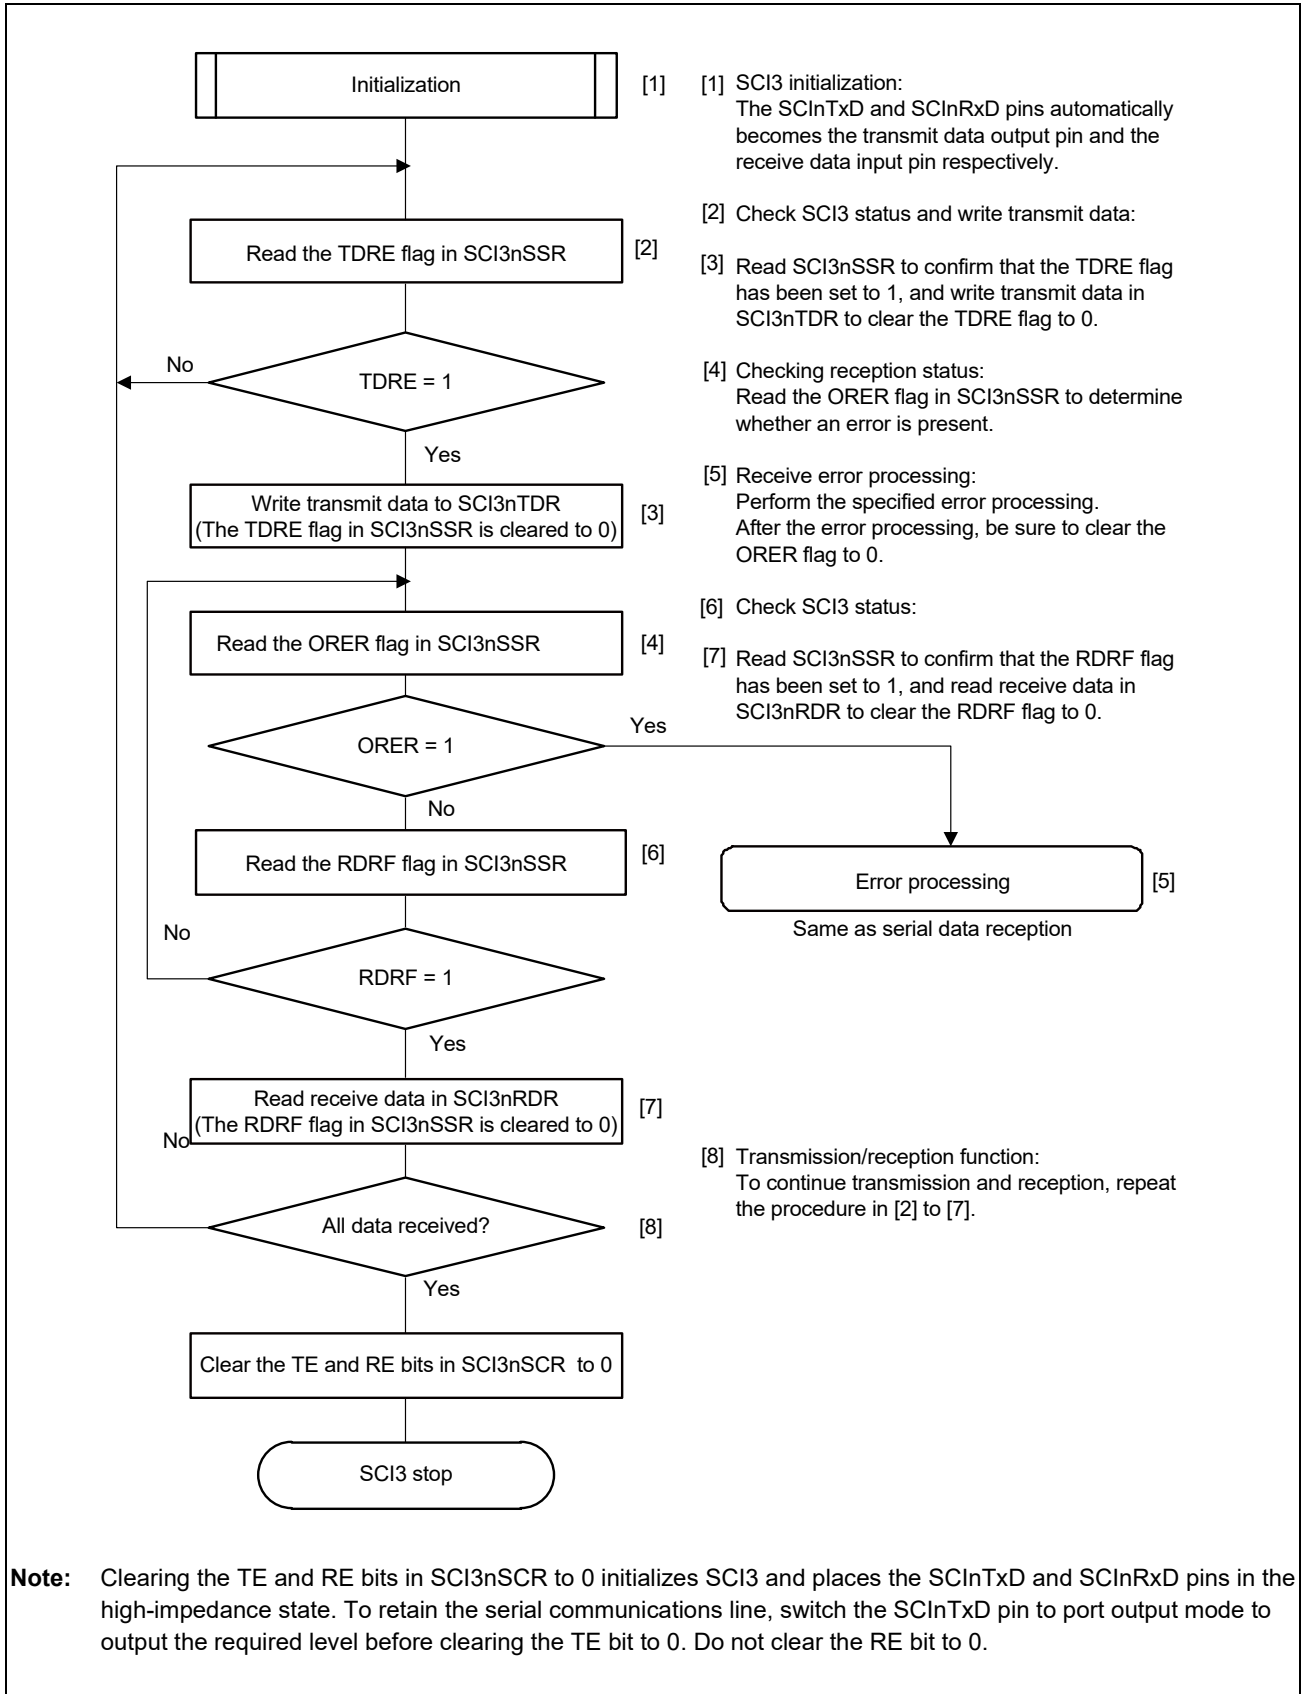 Initialization
[1]
[1] SCI3 initialization:
The SCInTxD and SCInRxD pins automatically
becomes the transmit data output pin and the
receive data input pin respectively.
[2] Check SCI3 status and write transmit data:
Read the TDRE flag in SCI3nSSR
[2]
[3] Read SCI3nSSR to confirm that the TDRE flag
has been set to 1, and write transmit data in
SCI3nTDR to clear the TDRE flag to 0.
No
TDRE = 1
[4] Checking reception status:
Read the ORER flag in SCI3nSSR to determine
whether an error is present.
Yes
[5] Receive error processing:
Perform the specified error processing.
After the error processing, be sure to clear the
ORER flag to 0.
Write transmit data to SCI3nTDR
(The TDRE flag in SCI3nSSR is cleared to 0)
[3]
[6] Check SCI3 status:
Read the ORER flag in SCI3nSSR
[4]
[7] Read SCI3nSSR to confirm that the RDRF flag
has been set to 1, and read receive data in
SCI3nRDR to clear the RDRF flag to 0.
ORER = 1
Yes
No
Read the RDRF flag in SCI3nSSR
[6]
Error processing
[5]
Same as serial data reception
No
RDRF = 1
Yes
Read receive data in SCI3nRDR
(The RDRF flag in SCI3nSSR is cleared to 0)
[7]
No
[8] Transmission/reception function:
To continue transmission and reception, repeat
the procedure in [2] to [7].
All data received?
[8]
Yes
Clear the TE and RE bits in SCI3nSCR to 0
SCI3 stop
Note: Clearing the TE and RE bits in SCI3nSCR to 0 initializes SCI3 and places the SCInTxD and SCInRxD pins in the
high-impedance state. To retain the serial communications line, switch the SCInTxD pin to port output mode to
output the required level before clearing the TE bit to 0. Do not clear the RE bit to 0.